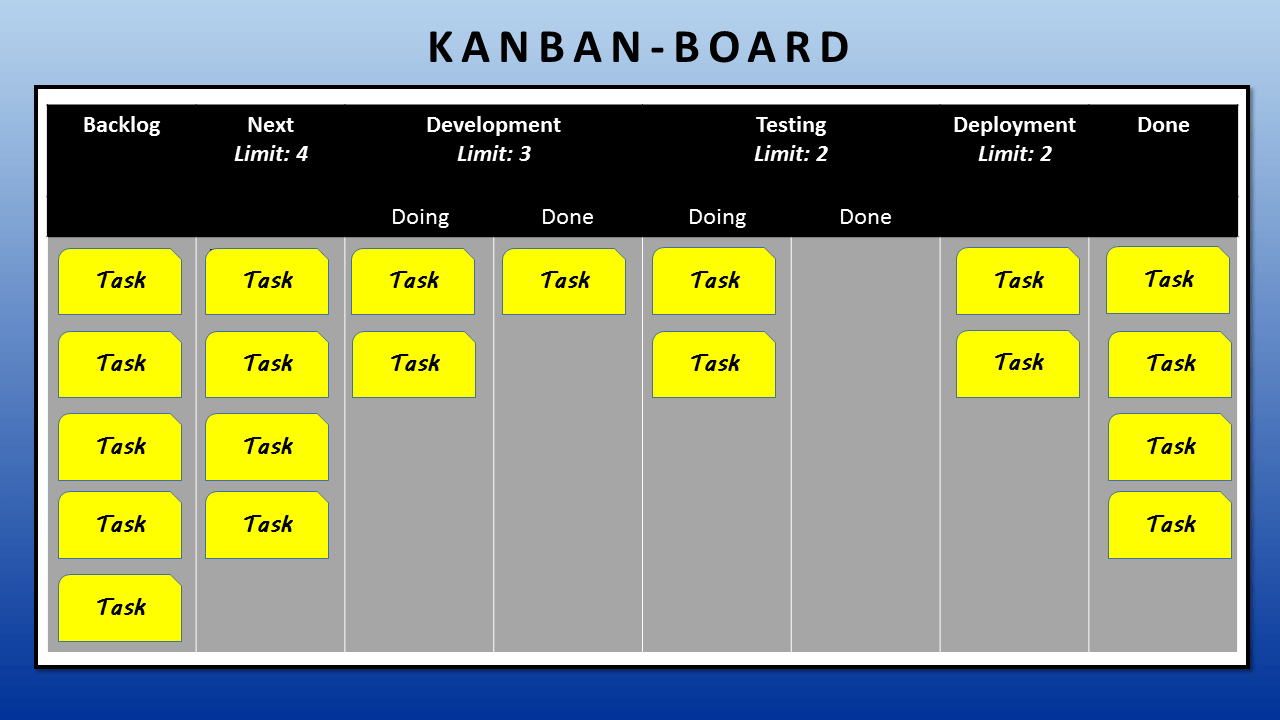 KANBAN-BOARD
Backlog Next Development Testing Deployment Done
Limit: 4 Limit: 3 Limit: 2 Limit: 2
Doing Done Doing Done
Task Task Task Task Task Task Task
Task Task Task Task Task Task
Task Task Task
Task Task Task
Task